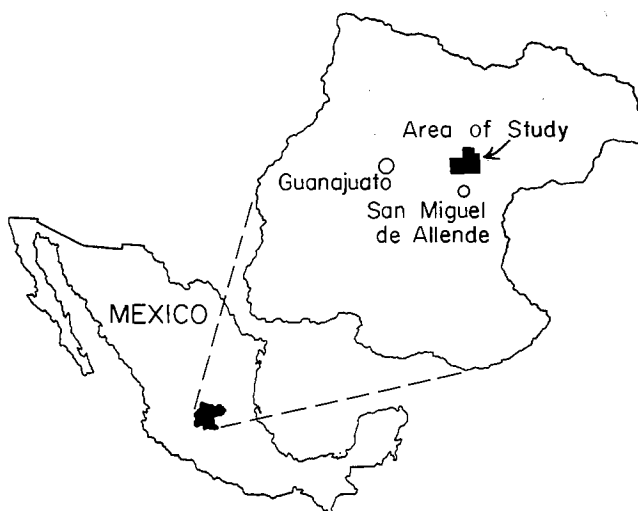 Area of Study
Guanajuato
San Miguel
de Allende
MEXICO